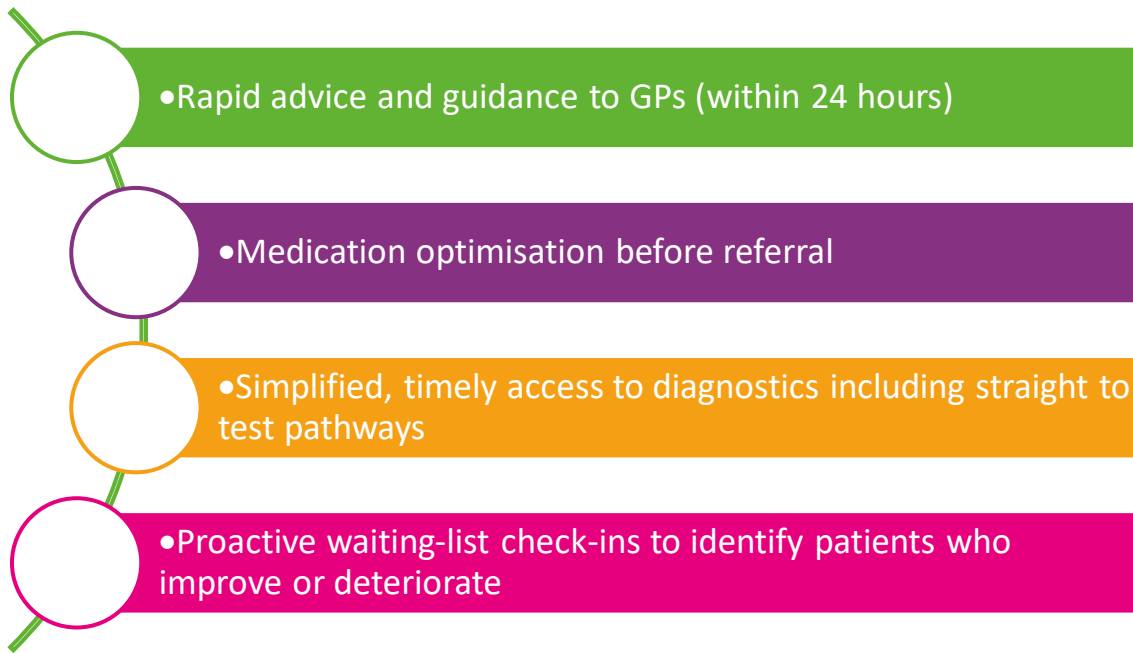 •Rapid advice and guidance to GPs (within 24 hours)
•Medication optimisation before referral
•Simplified, timely access to diagnostics including straight to
test pathways
•Proactive waiting-list check-ins to identify patients who
improve or deteriorate